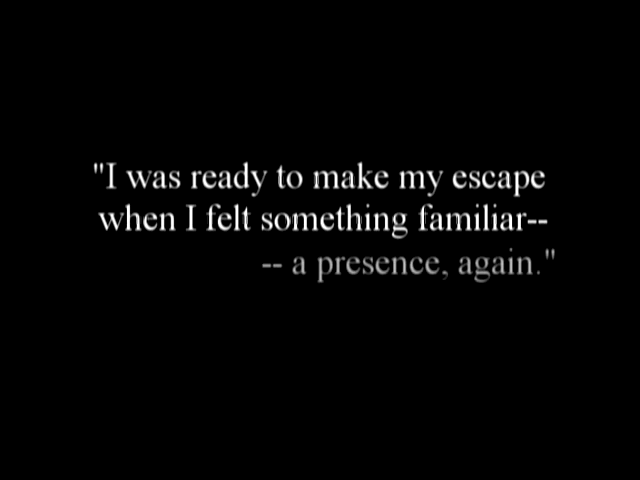 "I was ready to make my escape
when I felt something familiar--
-- a presence, again."